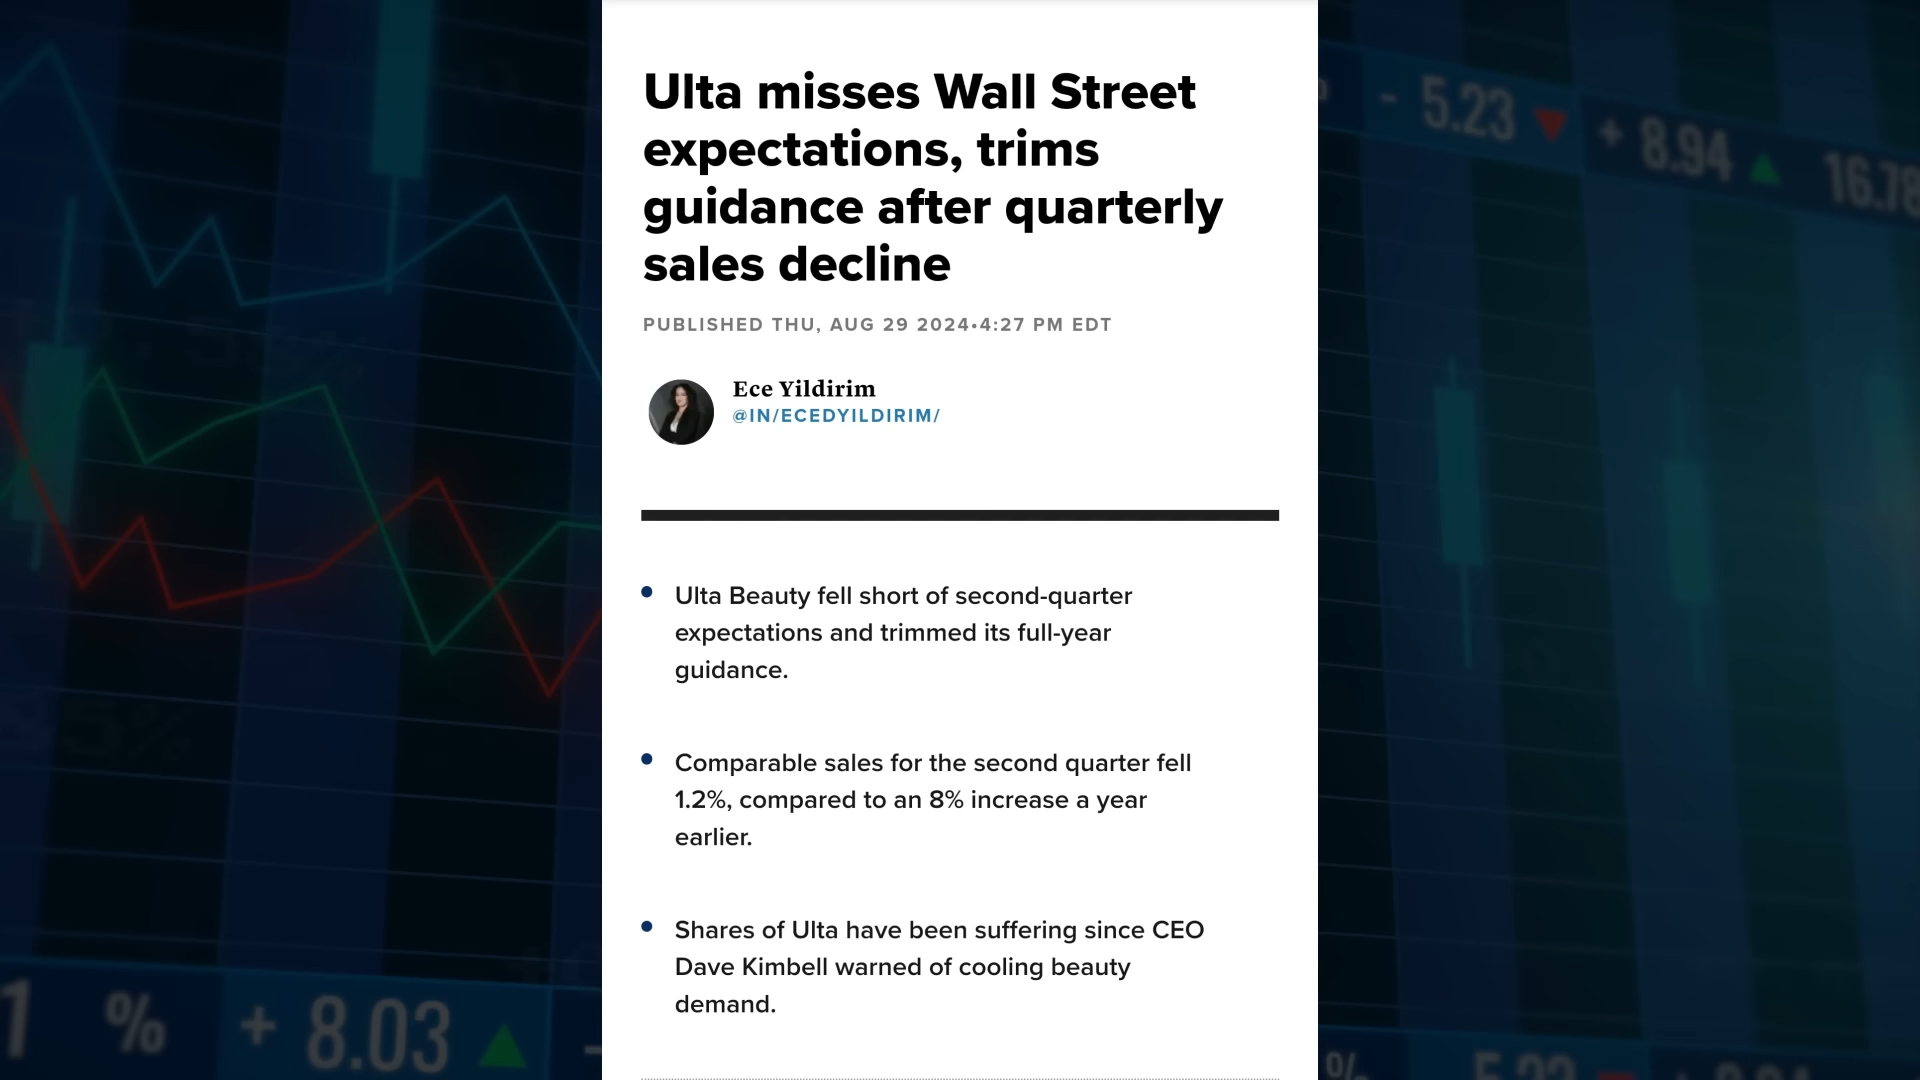 Ulta misses Wall Street
expectations, trims
guidance after quarterly
sales decline
PUBLISHED THU, AUG 29 2024•4:27 PM EDT
Ece Yildirim
@IN/ECEDYILDIRIM/
• Ulta Beauty fell short of second-quarter
expectations and trimmed its full-year
guidance.
• Comparable sales for the second quarter fell
1.2%, compared to an 8% increase a year
earlier.
• Shares of Ulta have been suffering since CEO
Dave Kimbell warned of cooling beauty
demand.
- 5.23 ▼ + 8.94 ▲ 16.78
1 % + 8.03 ▲ -